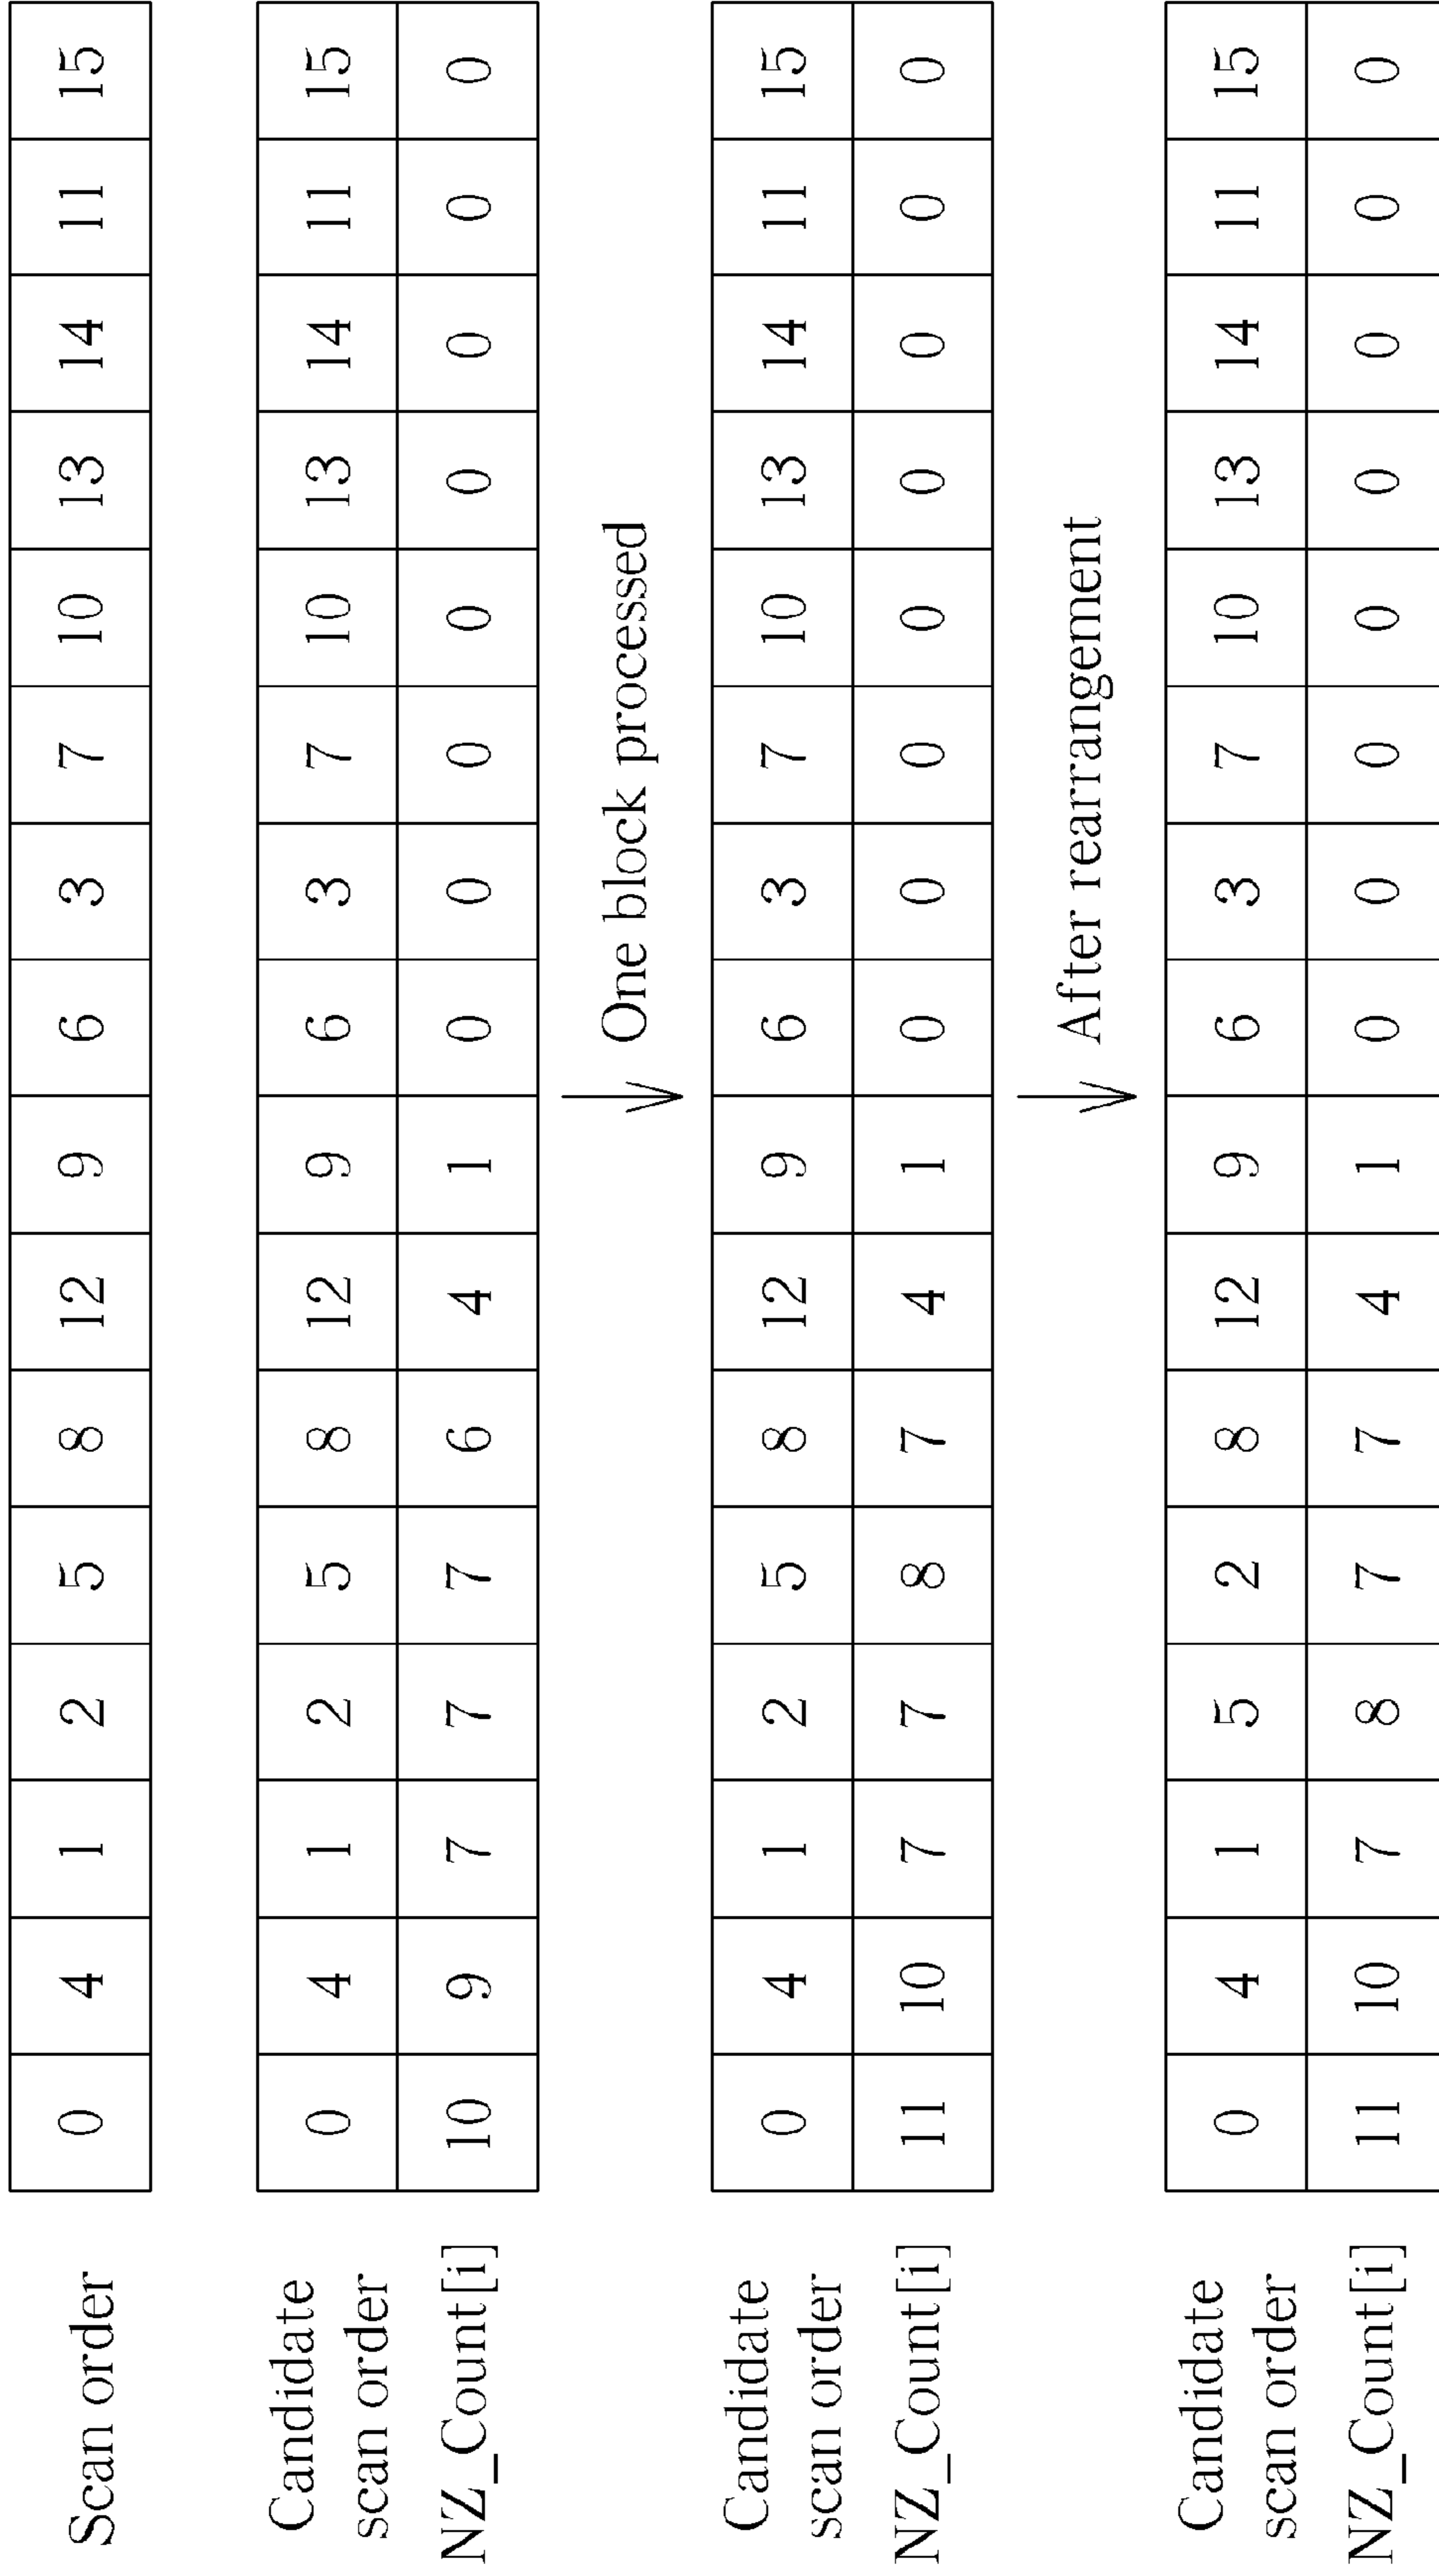 Scan order 0 4 1 2 5 8 12 9 6 3 7 10 13 14 11 15
Candidate
scan order 0 4 1 2 5 8 12 9 6 3 7 10 13 14 11 15
NZ_Count[i] 10 9 7 7 7 6 4 1 0 0 0 0 0 0 0 0
One block processed
Candidate
scan order 0 4 1 2 5 8 12 9 6 3 7 10 13 14 11 15
NZ_Count[i] 11 10 7 7 8 7 4 1 0 0 0 0 0 0 0 0
After rearrangement
Candidate
scan order 0 4 1 5 2 8 12 9 6 3 7 10 13 14 11 15
NZ_Count[i] 11 10 7 8 7 7 4 1 0 0 0 0 0 0 0 0